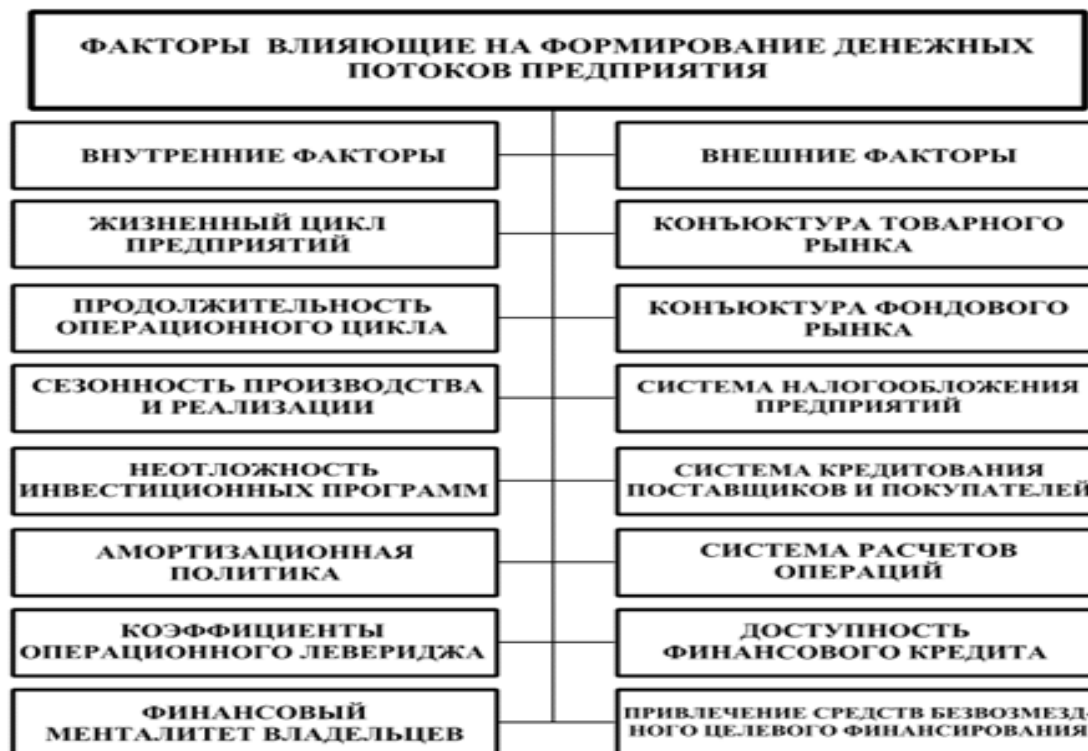 ФАКТОРЫ ВЛИЯЮЩИЕ НА ФОРМИРОВАНИЕ ДЕНЕЖНЫХ
ПОТОКОВ ПРЕДПРИЯТИЯ
ВНУТРЕННИЕ ФАКТОРЫ
ВНЕШНИЕ ФАКТОРЫ
ЖИЗНЕННЫЙ ЦИКЛ
ПРЕДПРИЯТИЙ
КОНЪЮКТУРА ТОВАРНОГО
РЫНКА
ПРОДОЛЖИТЕЛЬНОСТЬ
ОПЕРАЦИОННОГО ЦИКЛА
КОНЪЮКТУРА ФОНДОВОГО
РЫНКА
СЕЗОННОСТЬ ПРОИЗВОДСТВА
И РЕАЛИЗАЦИИ
СИСТЕМА НАЛОГООБЛОЖЕНИЯ
ПРЕДПРИЯТИЙ
НЕОТЛОЖНОСТЬ
ИНВЕСТИЦИОННЫХ ПРОГРАММ
СИСТЕМА КРЕДИТОВАНИЯ
ПОСТАВЩИКОВ И ПОКУПАТЕЛЕЙ
АМОРТИЗАЦИОННАЯ
ПОЛИТИКА
СИСТЕМА РАСЧЕТОВ
ОПЕРАЦИЙ
КОЭФФИЦИЕНТЫ
ОПЕРАЦИОННОГО ЛЕВЕРИДЖА
ДОСТУПНОСТЬ
ФИНАНСОВОГО КРЕДИТА
ФИНАНСОВЫЙ
МЕНТАЛИТЕТ ВЛАДЕЛЬЦЕВ
ПРИВЛЕЧЕНИЕ СРЕДСТВ БЕЗВОЗМЕЗД-
НОГО ЦЕЛЕВОГО ФИНАНСИРОВАНИЯ